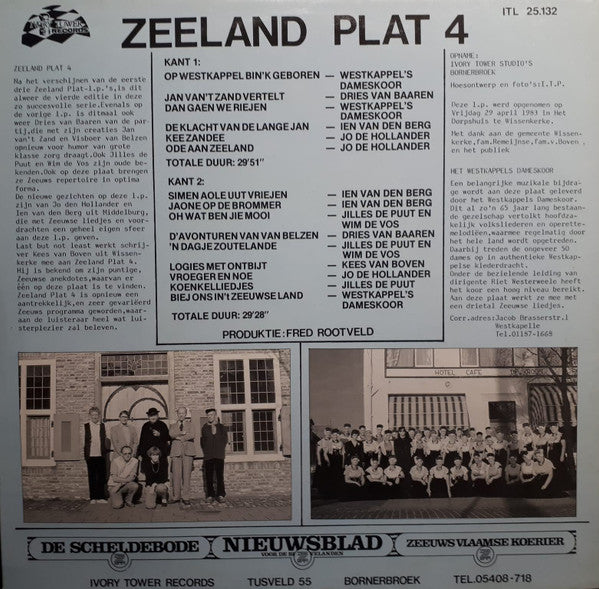 IVORY TOWER
RECORDS
ZEELAND PLAT 4
ITL 25.132
ZEELAND PLAT 4
Na het verschijnen van de eerste
drie Zeeland Plat-l.p.'s,is dit
alweer de vierde editie in deze
zo succesvolle serie.Evenals op
de vorige l.p. is ditmaal ook
weer Dries van Baaren van de par-
tij,die met zijn creaties Jan
van't Zand en Visboer van Belzen
opnieuw voor humor van grote
klasse zorg draagt.Ook Jilles de
Puut en Wim de Vos zijn oude be-
kenden.Ook op deze plaat brengen
ze Zeeuws repertoire in optima
forma.
De nieuwe gezichten op deze l.p.
zijn van Jo den Hollander en
Ien van den Berg uit Middelburg,
die met Zeeuwse liedjes en voor-
drachten een geheel eigen sfeer
aan deze l.p. geven.
Last but not least werkt schrij-
ver Kees van Boven uit Wissen-
kerke mee aan Zeeland Plat 4.
Hij is bekend om zijn puntige,
Zeeuwse anekdotes,waarvan er
één op deze plaat is te vinden.
Zeeland Plat 4 is opnieuw een
aantrekkelijk,en zeer gevariëerd
Zeeuws programma geworden,waar-
aan de luisteraar heel wat lui-
sterplezier zal beleven.
KANT 1:
OP WESTKAPPEL BIN'K GEBOREN — WESTKAPPEL'S
DAMESKOOR
JAN VAN'T ZAND VERTELT — DRIES VAN BAAREN
DAN GAEN WE RIEJEN — WESTKAPPEL'S
DAMESKOOR
DE KLACHT VAN DE LANGE JAN — IEN VAN DEN BERG
KEE ZANDEE — JO DE HOLLANDER
ODE AAN ZEELAND — JO DE HOLLANDER
TOTALE DUUR: 29'51"
KANT 2:
SIMEN AOLE UUT VRIEJEN — IEN VAN DEN BERG
JAONE OP DE BROMMER — IEN VAN DEN BERG
OH WAT BEN JIE MOOI — JILLES DE PUUT EN
WIM DE VOS
D'AVONTUREN VAN VAN BELZEN — DRIES VAN BAAREN
'N DAGJE ZOUTELANDE — JILLES DE PUUT EN
WIM DE VOS
LOGIES MET ONTBIJT — KEES VAN BOVEN
VROEGER EN NOE — JO DE HOLLANDER
KOENKELLIEDJES — JILLES DE PUUT
BIEJ ONS IN't ZEEUWSE LAND — WESTKAPPEL'S
DAMESKOOR
TOTALE DUUR: 29'28"
PRODUKTIE: FRED ROOTVELD
OPNAME:
IVORY TOWER STUDIO'S
BORNERBROEK
Hoesontwerp en foto's:I.T.P.
Deze l.p. werd opgenomen op
Vrijdag 29 april 1983 in Het
Dorpshuis te Wissenkerke.
Met dank aan de gemeente Wissen-
kerke,fam.Remeijnse,fam.v.Boven ,
en het publiek
HET WESTKAPPELS DAMESKOOR
Een belangrijke muzikale bijdra-
ge wordt aan deze plaat geleverd
door het Westkappels Dameskoor.
Dit al zo'n 65 jaar lang bestaan-
de gezelschap vertolkt hoofdza-
kelijk volksliederen en operette-
melodiëen,waarmee regelmatig door
het hele land wordt opgetreden.
Daarbij treden de ongeveer 50
dames op in authentieke Westkap-
pelse klederdracht.
Onder de bezielende leiding van
dirigente Riet Resterweele heeft
het koor een hoog niveau bereikt.
Aan deze plaat werkt ze mee met
een drietal Zeeuwse liedjes.
Corr.adres:Jacob Brasserstr.1
Westkapelle
Tel.01187-1668
HOTEL CAFE
DE SCHELDEBODE
NIEUWSBLAD
ZEEUWS VLAAMSE KOERIER
IVORY TOWER RECORDS TUSVELD 55 BORNERBROEK TEL.05408-718